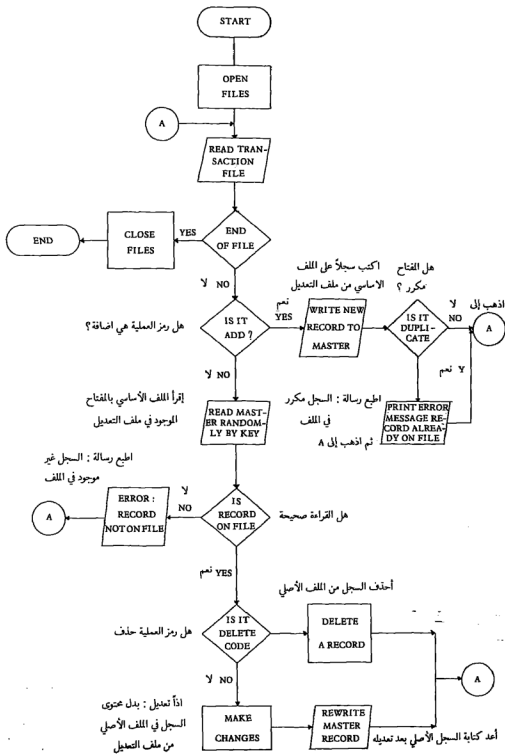 START
OPEN
FILES
A
READ TRAN-
SACTION
FILE
END
CLOSE
FILES
YES
END
OF FILE
لا NO
هل رمز العملية هي اضافة؟
IS IT
ADD ?
نعم
YES
اكتب سجلاً على الملف
الاساسي من ملف التعديل
WRITE NEW
RECORD TO
MASTER
هل المفتاح
مكرر ؟
IS IT
DUPLI-
CATE
لا
NO
اذهب إلى
A
نعم Y
اطبع رسالة : السجل مكرر
في الملف
ثم اذهب إلى A
PRINT ERROR
MESSAGE RE-
CORD ALREA-
DY ON FILE
لا NO
إقرأ الملف الأساسي بالمفتاح
الموجود في ملف التعديل
READ MAST-
ER RANDOM-
LY BY KEY
اطبع رسالة : السجل غير
موجود في الملف
A
ERROR :
RECORD
NOT ON FILE
لا
NO
IS
RECORD
ON FILE
هل القراءة صحيحة
نعم YES
هل رمز العملية حذف
IS IT
DELETE
CODE
أحذف السجل من الملف الأصلي
DELETE
A RECORD
A
لا NO
اذاً تعديل : بدل محتوى
السجل في الملف الأصلي
من ملف التعديل
MAKE
CHANGES
REWRITE
MASTER
RECORD
أعد كتابة السجل الأصلي بعد تعديله